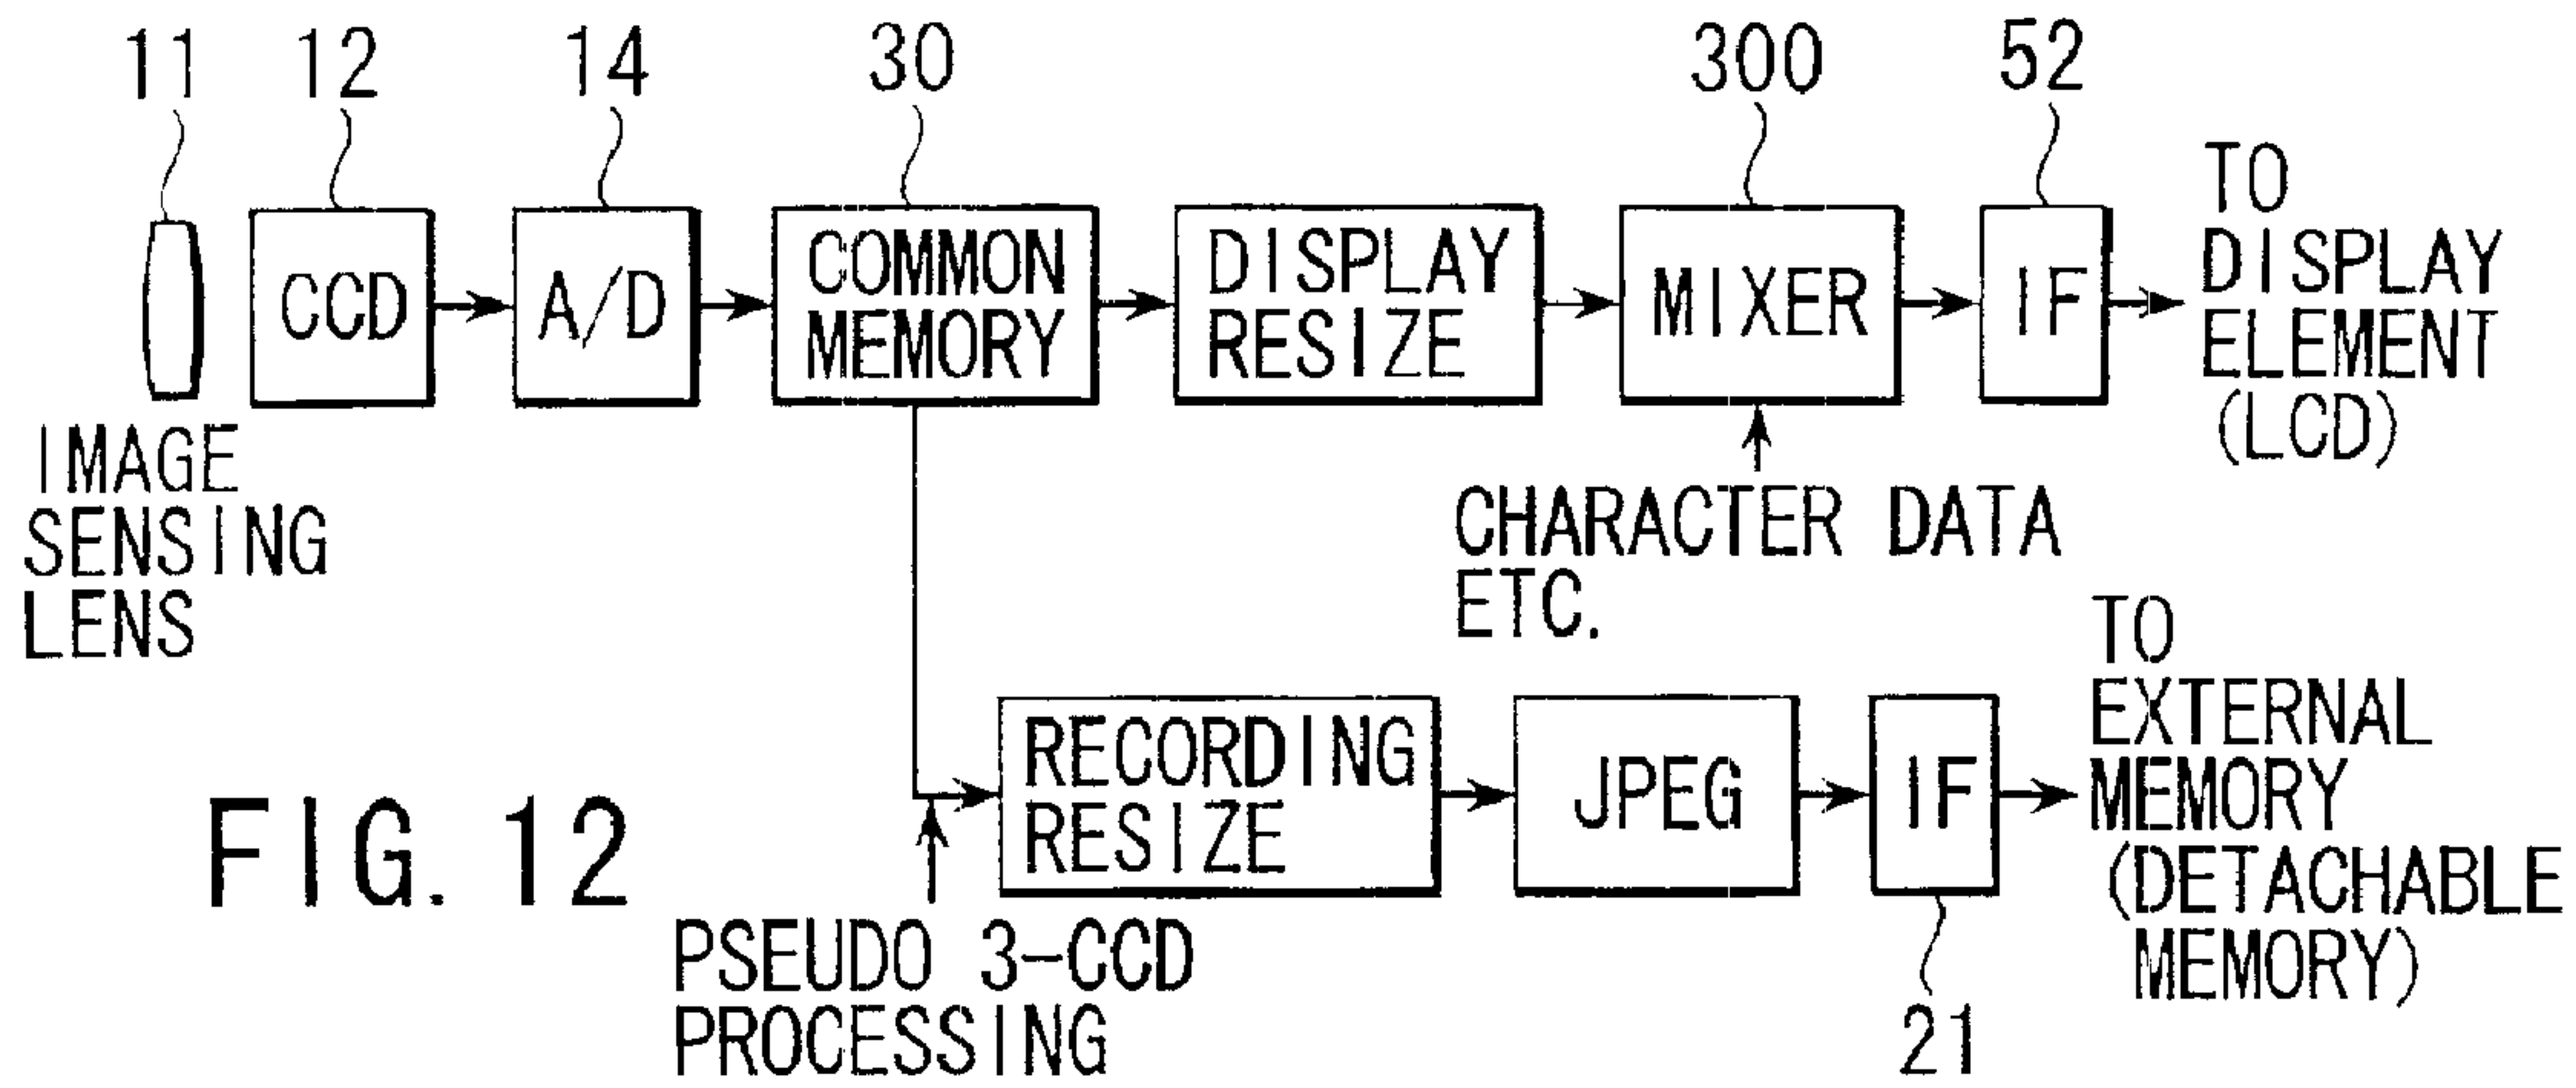 11
12
14
30
300
52
CCD
A/D
COMMON
MEMORY
DISPLAY
RESIZE
MIXER
IF
TO
DISPLAY
ELEMENT
(LCD)
IMAGE
SENSING
LENS
CHARACTER DATA
ETC.
RECORDING
RESIZE
JPEG
IF
TO
EXTERNAL
MEMORY
(DETACHABLE
MEMORY)
PSEUDO 3-CCD
PROCESSING
21
FIG. 12